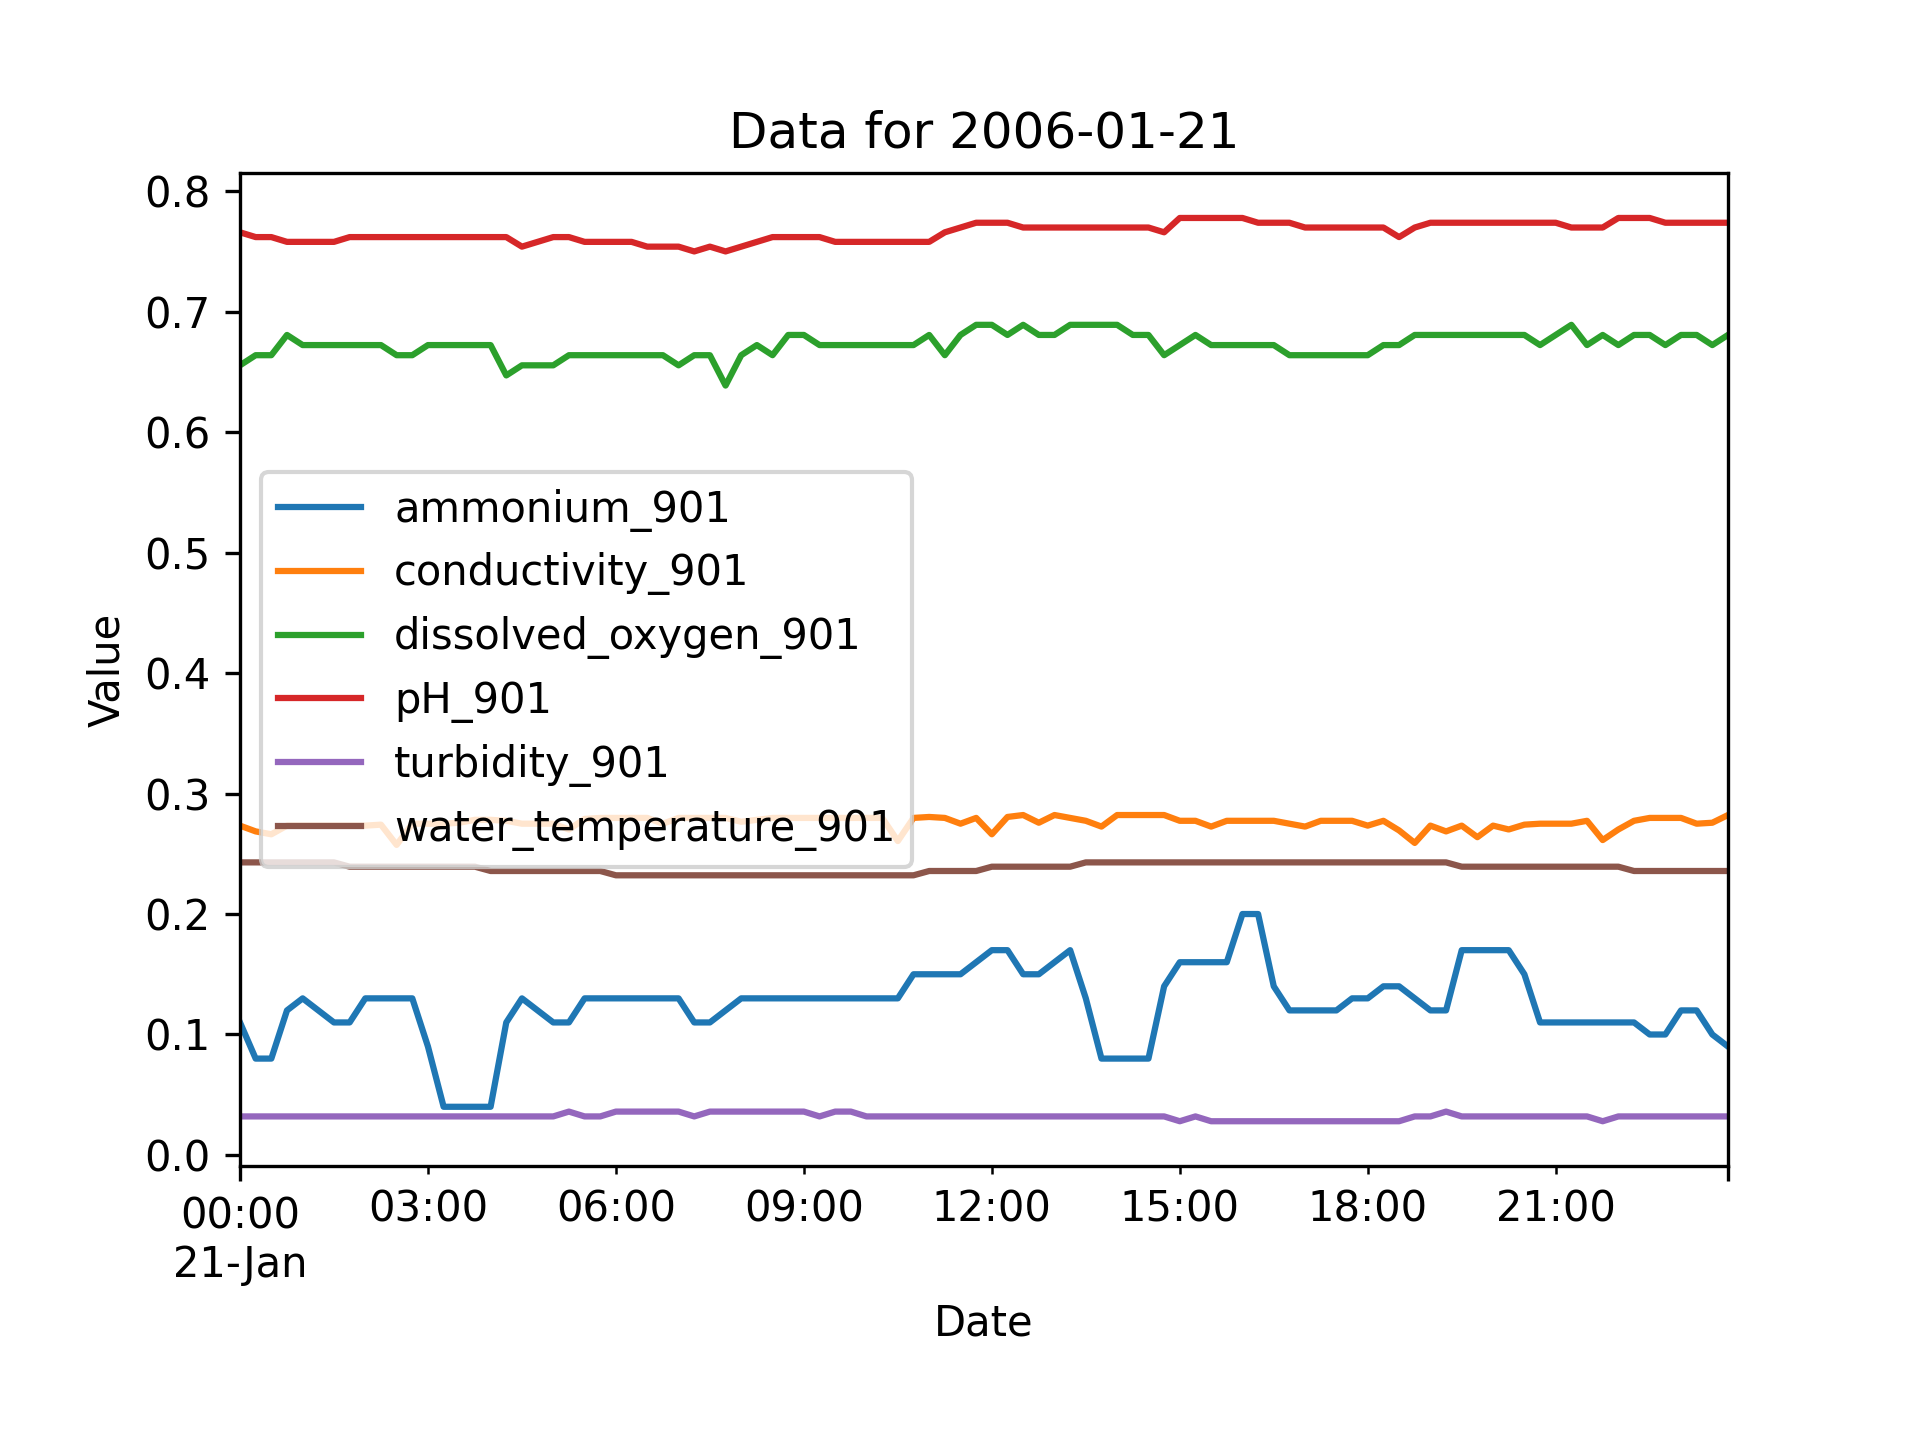 Data for 2006-01-21
0.8
0.7
0.6
0.5
0.4
0.3
0.2
0.1
0.0
Value
ammonium_901
conductivity_901
dissolved_oxygen_901
pH_901
turbidity_901
water_temperature_901
00:00 03:00 06:00 09:00 12:00 15:00 18:00 21:00
21-Jan
Date